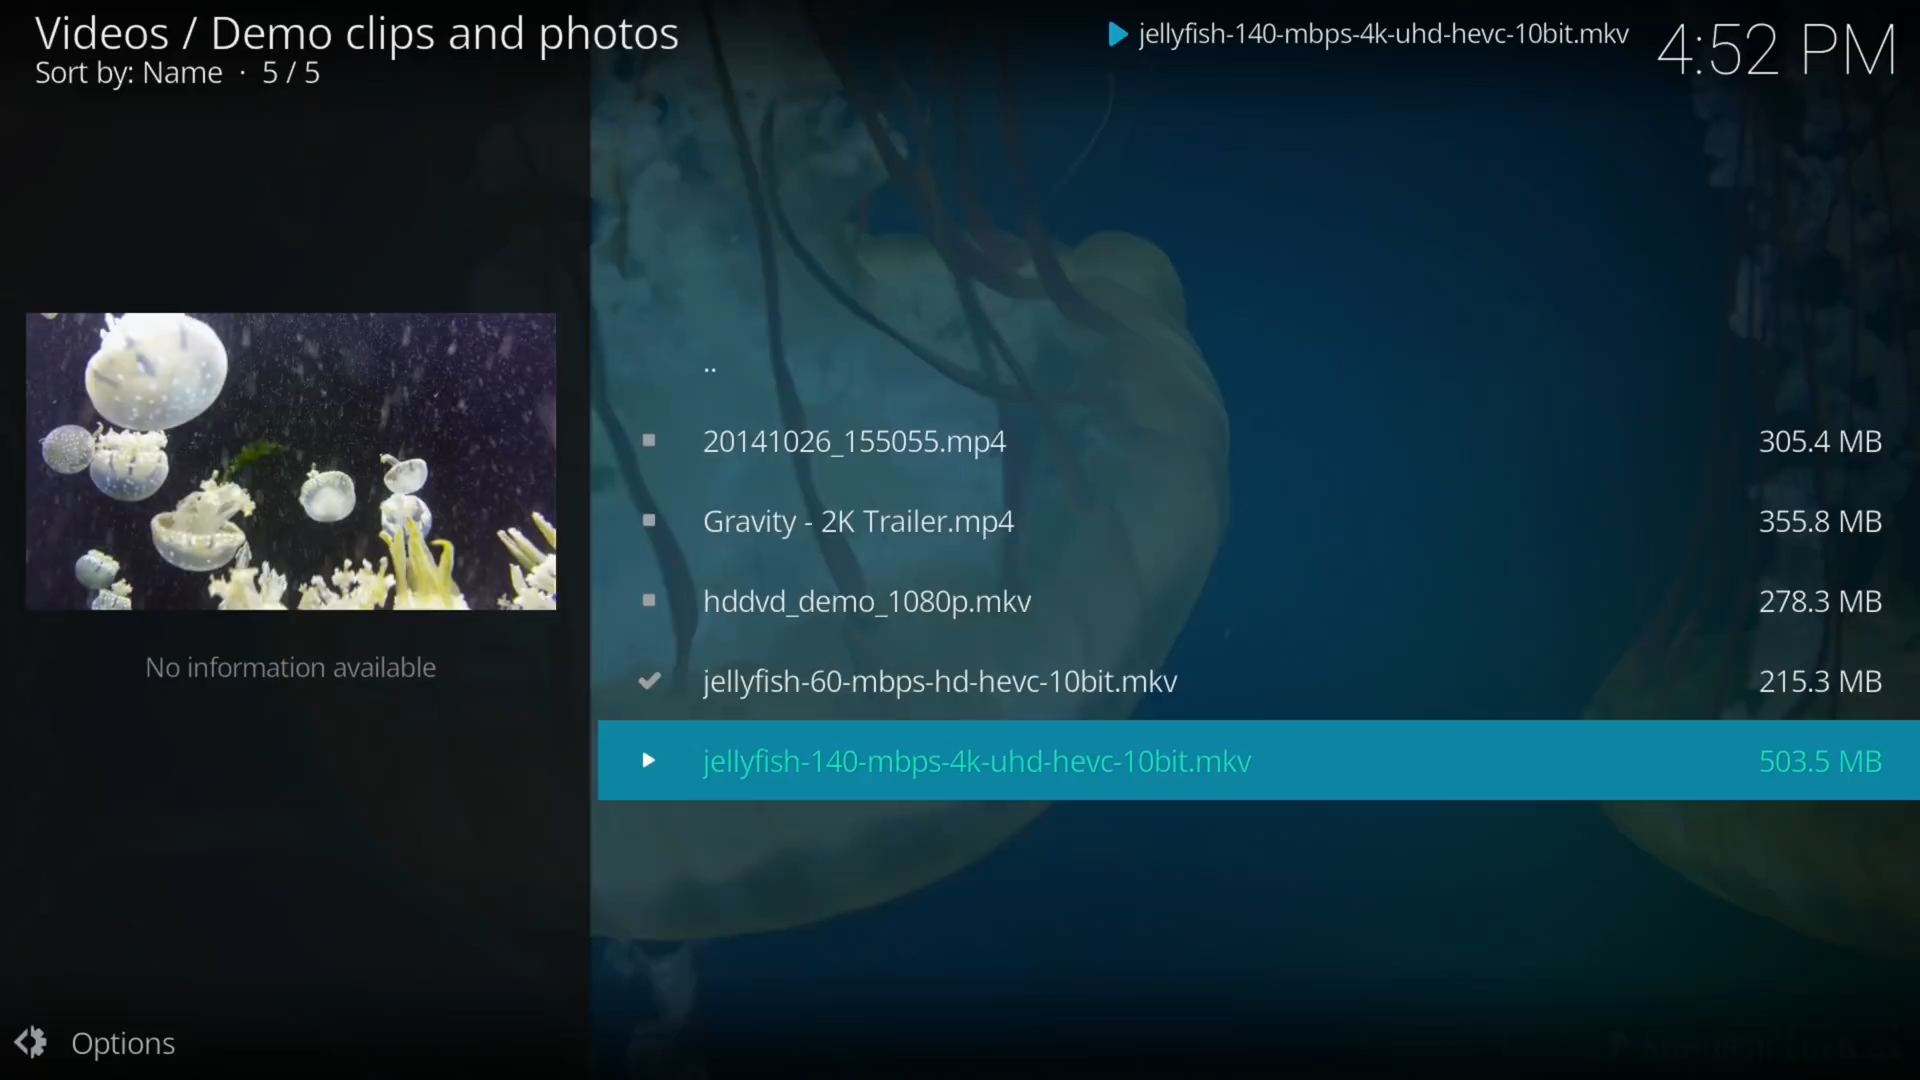 Videos / Demo clips and photos
Sort by: Name · 5 / 5
jellyfish-140-mbps-4k-uhd-hevc-10bit.mkv
4:52 PM
..
20141026_155055.mp4 305.4 MB
Gravity - 2K Trailer.mp4 355.8 MB
hddvd_demo_1080p.mkv 278.3 MB
jellyfish-60-mbps-hd-hevc-10bit.mkv 215.3 MB
jellyfish-140-mbps-4k-uhd-hevc-10bit.mkv 503.5 MB
No information available
Options